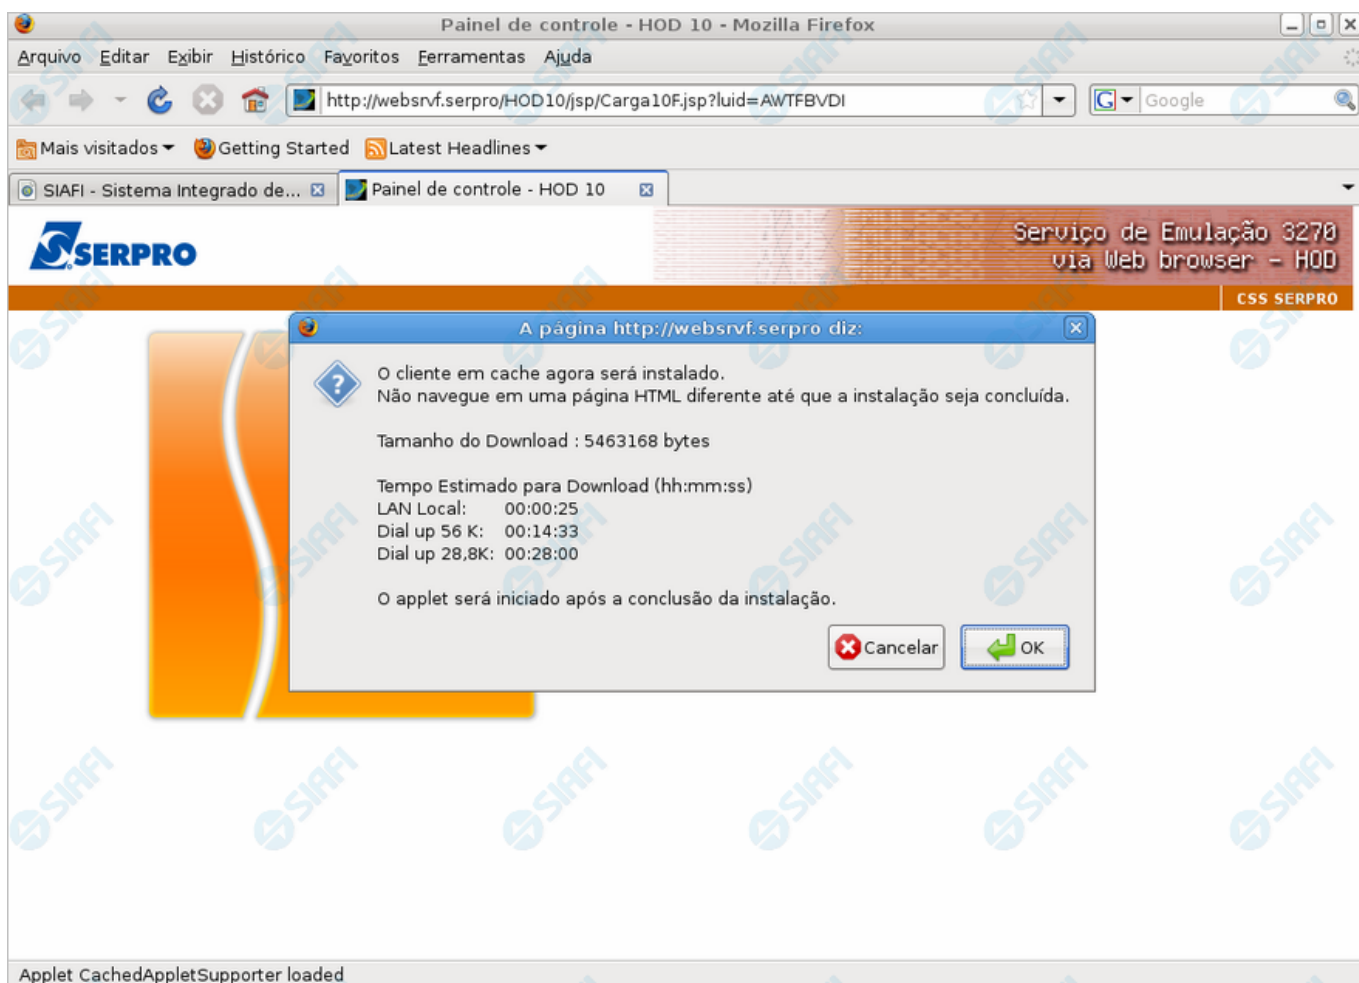 Painel de controle - HOD 10 - Mozilla Firefox
Arquivo Editar Exibir Histórico Favoritos Ferramentas Ajuda
http://websrvf.serpro/HOD10/jsp/Carga10F.jsp?luid=AWTFBVDI
G Google
Mais visitados Getting Started Latest Headlines
SIAFI - Sistema Integrado de... Painel de controle - HOD 10
SERPRO
Serviço de Emulação 3270
via Web browser - HOD
CSS SERPRO
A página http://websrvf.serpro diz:
O cliente em cache agora será instalado.
Não navegue em uma página HTML diferente até que a instalação seja concluída.
Tamanho do Download : 5463168 bytes
Tempo Estimado para Download (hh:mm:ss)
LAN Local: 00:00:25
Dial up 56 K: 00:14:33
Dial up 28,8K: 00:28:00
O applet será iniciado após a conclusão da instalação.
Cancelar OK
Applet CachedAppletSupporter loaded
SIAFI